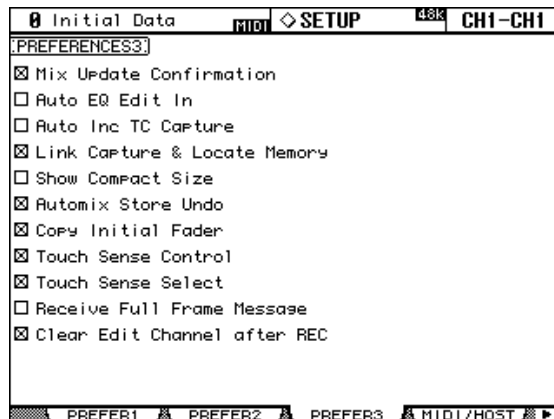 0 Initial Data MIDI ◇SETUP 48k CH1-CH1
PREFERENCES3
☒ Mix Update Confirmation
☐ Auto EQ Edit In
☐ Auto Inc TC Capture
☒ Link Capture & Locate Memory
☐ Show Compact Size
☒ Automix Store Undo
☒ Copy Initial Fader
☒ Touch Sense Control
☒ Touch Sense Select
☐ Receive Full Frame Message
☒ Clear Edit Channel after REC
PREFER1 PREFER2 PREFER3 MIDI/HOST